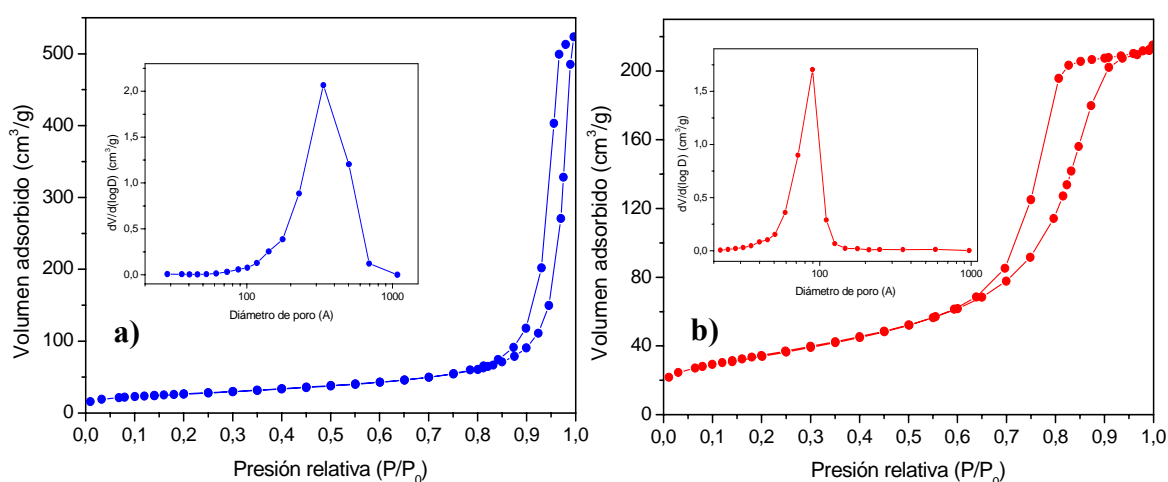 a)
Volumen adsorbido (cm³/g)
500
400
300
200
100
0
0,0 0,1 0,2 0,3 0,4 0,5 0,6 0,7 0,8 0,9 1,0
Presión relativa (P/P₀)
dV/d(logD) (cm³/g)
2,0
1,5
1,0
0,5
0,0
100 1000
Diámetro de poro (A)
b)
Volumen adsorbido (cm³/g)
200
160
120
80
40
0
0,0 0,1 0,2 0,3 0,4 0,5 0,6 0,7 0,8 0,9 1,0
Presión relativa (P/P₀)
dV/d(log D) (cm³/g)
1,5
1,0
0,5
0,0
100 1000
Diámetro de poro (A)